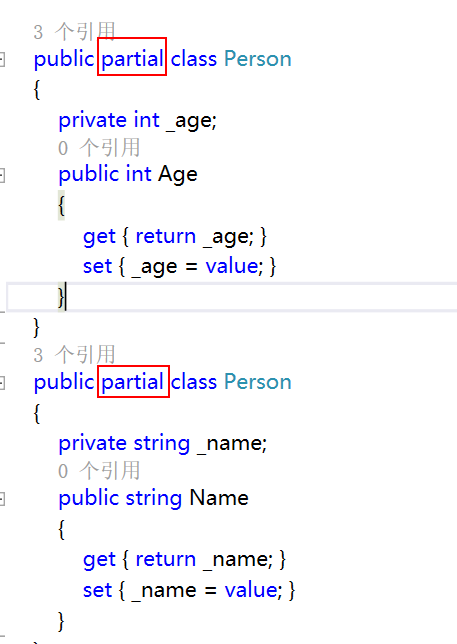 3 个引用
public partial class Person
{
private int _age;
0 个引用
public int Age
{
get { return _age; }
set { _age = value; }
}
}
3 个引用
public partial class Person
{
private string _name;
0 个引用
public string Name
{
get { return _name; }
set { _name = value; }
}
}